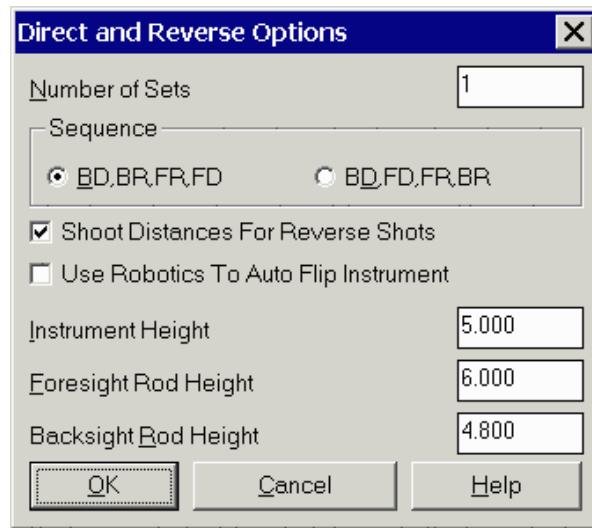 Direct and Reverse Options
Number of Sets 1
Sequence
BD,BR,FR,FD BD,FD,FR,BR
Shoot Distances For Reverse Shots
Use Robotics To Auto Flip Instrument
Instrument Height 5.000
Foresight Rod Height 6.000
Backsight Rod Height 4.800
OK Cancel Help